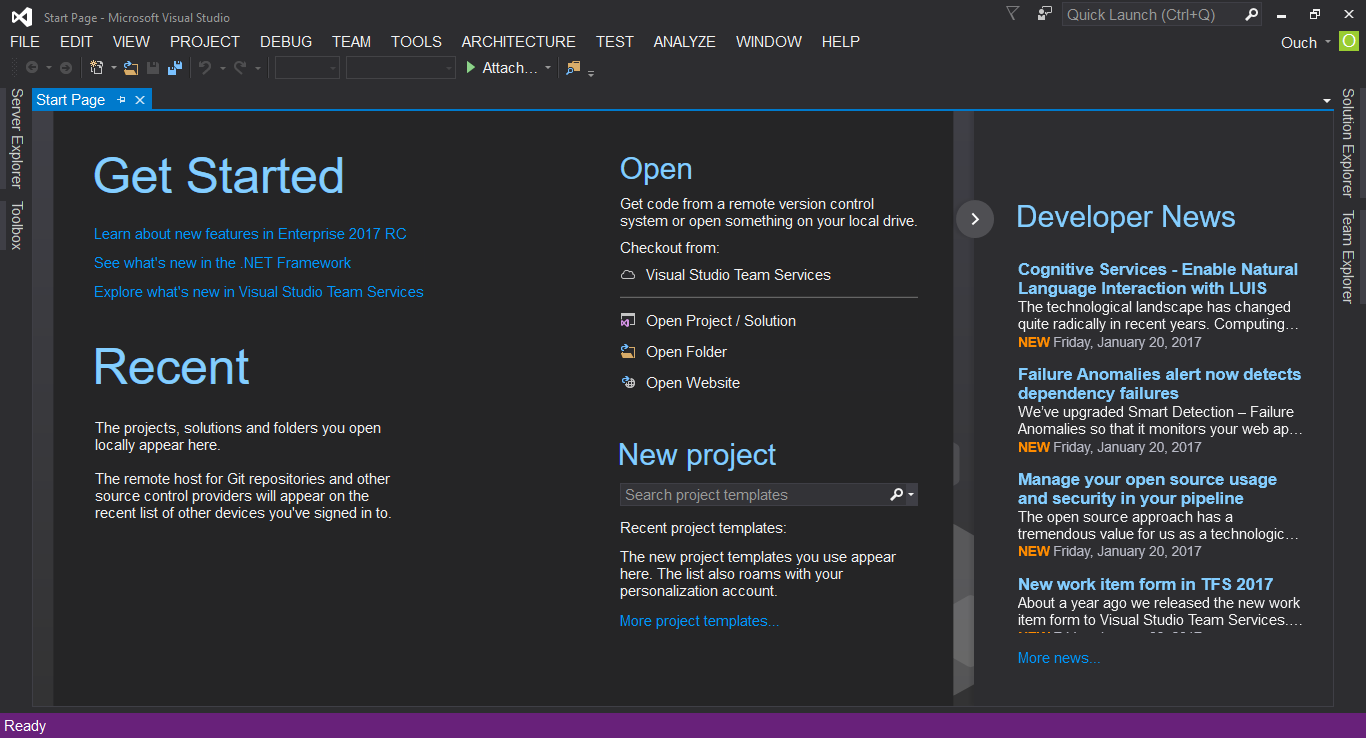 Start Page - Microsoft Visual Studio
Quick Launch (Ctrl+Q)
FILE EDIT VIEW PROJECT DEBUG TEAM TOOLS ARCHITECTURE TEST ANALYZE WINDOW HELP
Ouch
O
Attach...
Server Explorer
Toolbox
Start Page
Get Started
Learn about new features in Enterprise 2017 RC
See what's new in the .NET Framework
Explore what's new in Visual Studio Team Services
Recent
The projects, solutions and folders you open
locally appear here.
The remote host for Git repositories and other
source control providers will appear on the
recent list of other devices you've signed in to.
Open
Get code from a remote version control
system or open something on your local drive.
Checkout from:
Visual Studio Team Services
Open Project / Solution
Open Folder
Open Website
New project
Search project templates
Recent project templates:
The new project templates you use appear
here. The list also roams with your
personalization account.
More project templates...
Developer News
Cognitive Services - Enable Natural
Language Interaction with LUIS
The technological landscape has changed
quite radically in recent years. Computing...
NEW Friday, January 20, 2017
Failure Anomalies alert now detects
dependency failures
We've upgraded Smart Detection – Failure
Anomalies so that it monitors your web ap...
NEW Friday, January 20, 2017
Manage your open source usage
and security in your pipeline
The open source approach has a
tremendous value for us as a technologic...
NEW Friday, January 20, 2017
New work item form in TFS 2017
About a year ago we released the new work
item form to Visual Studio Team Services....
More news...
Solution Explorer
Team Explorer
Ready